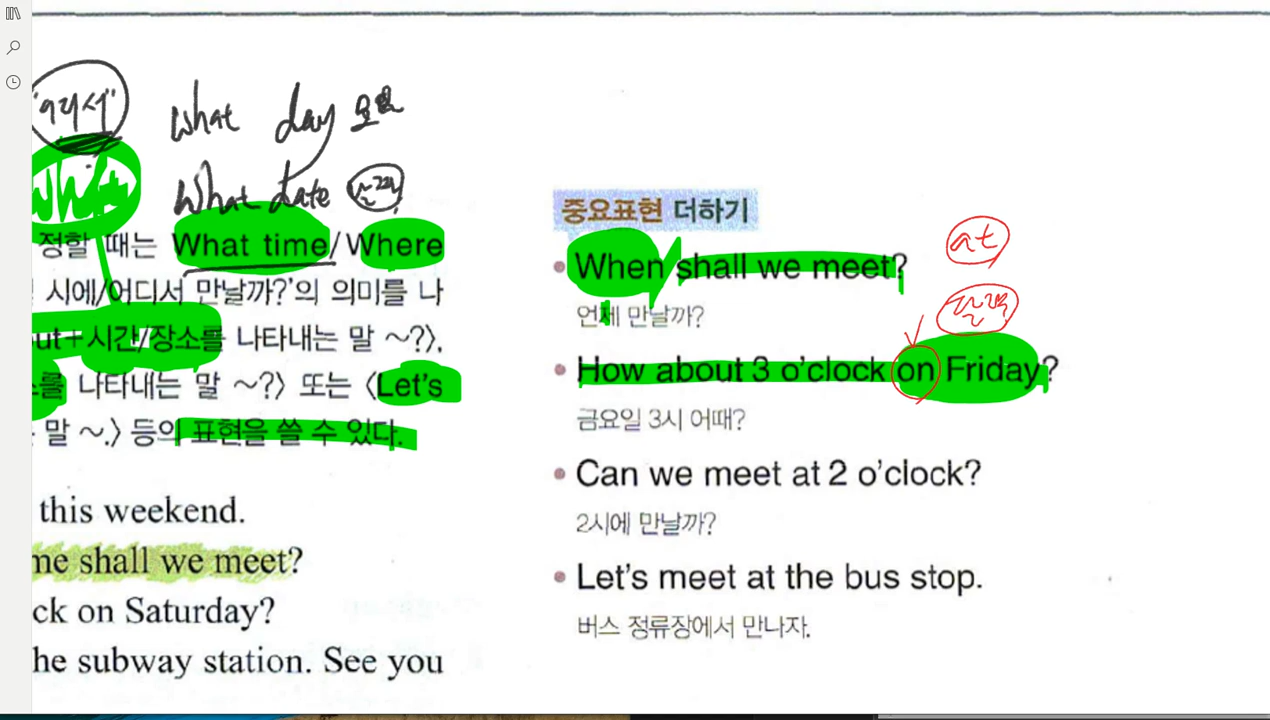 "어디서"
What day 요일
What date 날짜
What
정할 때는 What time/Where
시에/어디서 만날까?'의 의미를 나
ut+시간/장소를 나타내는 말 ~?〉,
를 나타내는 말 ~?〉 또는 〈Let's
말 ~.〉 등의 표현을 쓸 수 있다.
this weekend.
me shall we meet?
ck on Saturday?
he subway station. See you
중요표현 더하기
• When shall we meet?
at
언제 만날까?
달력
• How about 3 o'clock on Friday?
금요일 3시 어때?
• Can we meet at 2 o'clock?
2시에 만날까?
• Let's meet at the bus stop.
버스 정류장에서 만나자.